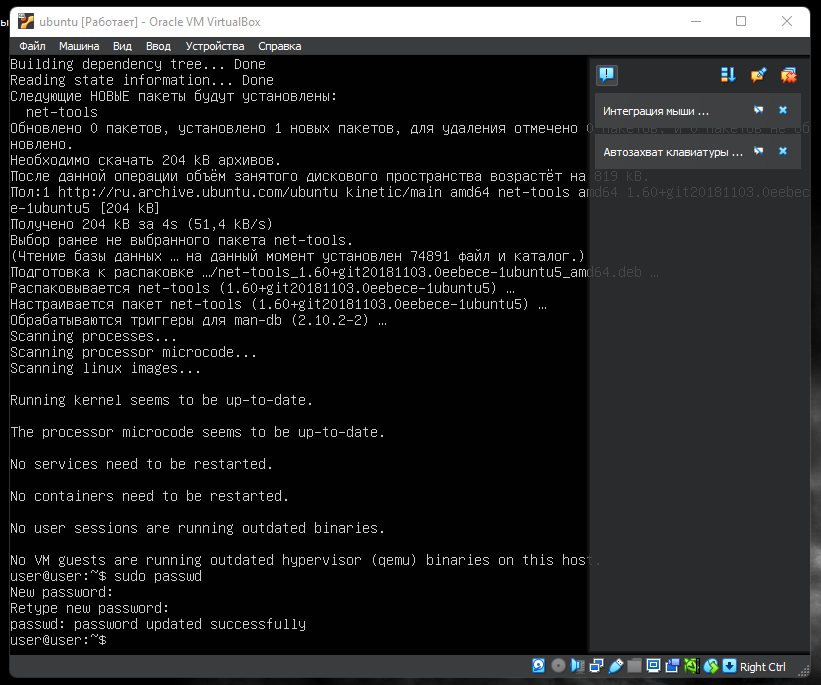 ы
ubuntu [Работает] - Oracle VM VirtualBox
Файл Машина Вид Ввод Устройства Справка
Building dependency tree... Done
Reading state information... Done
Следующие НОВЫЕ пакеты будут установлены:
net-tools
Интеграция мыши ...
Обновлено 0 пакетов, установлено 1 новых пакетов, для удаления отмечено 0 пакетов, и 0 пакетов не об
новлено.
Автозахват клавиатуры ...
Необходимо скачать 204 kB архивов.
После данной операции объём занятого дискового пространства возрастёт на 819 kB.
Пол:1 http://ru.archive.ubuntu.com/ubuntu kinetic/main amd64 net-tools amd64 1.60+git20181103.0eebec
e-1ubuntu5 [204 kB]
Получено 204 kB за 4s (51,4 kB/s)
Выбор ранее не выбранного пакета net-tools.
(Чтение базы данных … на данный момент установлен 74891 файл и каталог.)
Подготовка к распаковке …/net-tools_1.60+git20181103.0eebece-1ubuntu5_amd64.deb …
Распаковывается net-tools (1.60+git20181103.0eebece-1ubuntu5) …
Настраивается пакет net-tools (1.60+git20181103.0eebece-1ubuntu5) …
Обрабатываются триггеры для man-db (2.10.2-2) …
Scanning processes...
Scanning processor microcode...
Scanning linux images...
Running kernel seems to be up-to-date.
The processor microcode seems to be up-to-date.
No services need to be restarted.
No containers need to be restarted.
No user sessions are running outdated binaries.
No VM guests are running outdated hypervisor (qemu) binaries on this host.
user@user:~$ sudo passwd
New password:
Retype new password:
passwd: password updated successfully
user@user:~$
Right Ctrl